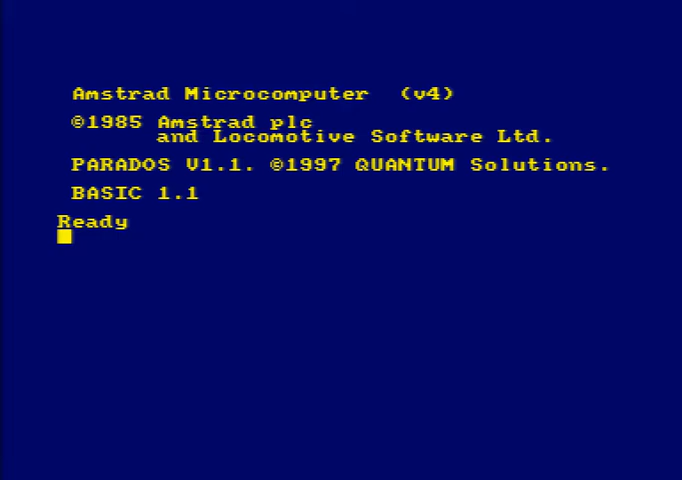 Amstrad Microcomputer (v4)
©1985 Amstrad plc
and Locomotive Software Ltd.
PARADOS V1.1. ©1997 QUANTUM Solutions.
BASIC 1.1
Ready